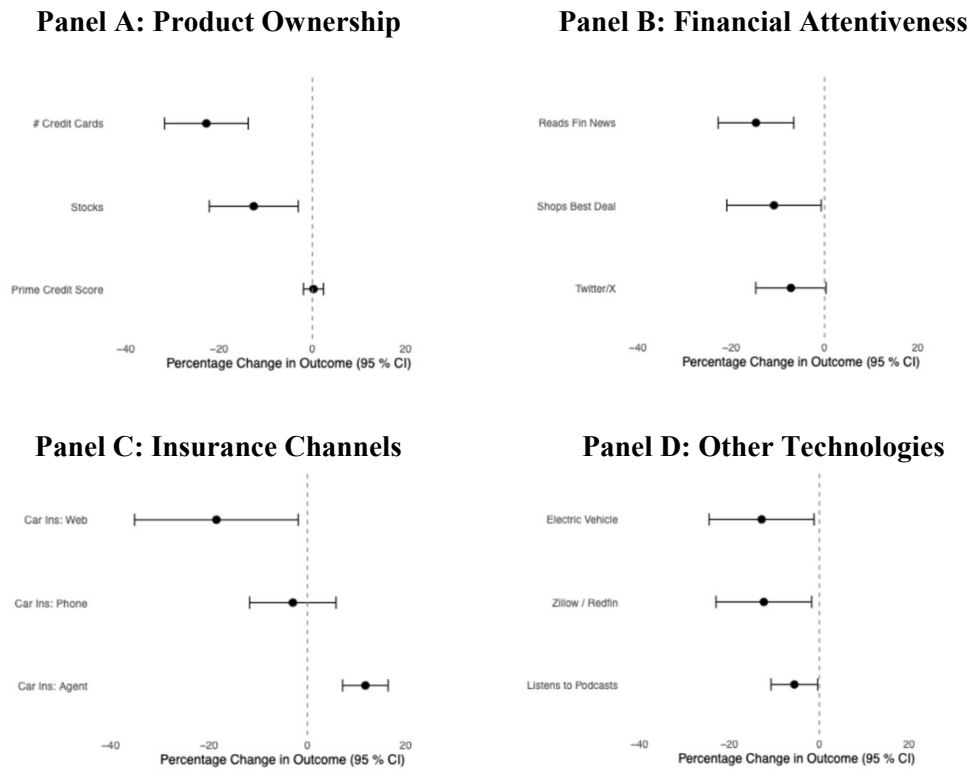 Panel A: Product Ownership
# Credit Cards
Stocks
Prime Credit Score
−40 −20 0 20
Percentage Change in Outcome (95 % CI)
Panel B: Financial Attentiveness
Reads Fin News
Shops Best Deal
Twitter/X
−40 −20 0 20
Percentage Change in Outcome (95 % CI)
Panel C: Insurance Channels
Car Ins: Web
Car Ins: Phone
Car Ins: Agent
−40 −20 0 20
Percentage Change in Outcome (95 % CI)
Panel D: Other Technologies
Electric Vehicle
Zillow / Redfin
Listens to Podcasts
−40 −20 0 20
Percentage Change in Outcome (95 % CI)